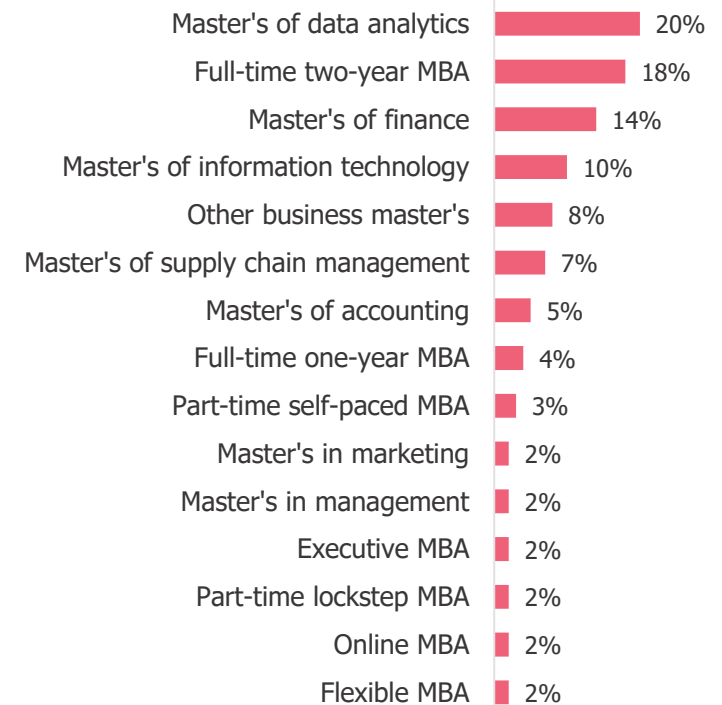 Master's of data analytics 20%
Full-time two-year MBA 18%
Master's of finance 14%
Master's of information technology 10%
Other business master's 8%
Master's of supply chain management 7%
Master's of accounting 5%
Full-time one-year MBA 4%
Part-time self-paced MBA 3%
Master's in marketing 2%
Master's in management 2%
Executive MBA 2%
Part-time lockstep MBA 2%
Online MBA 2%
Flexible MBA 2%